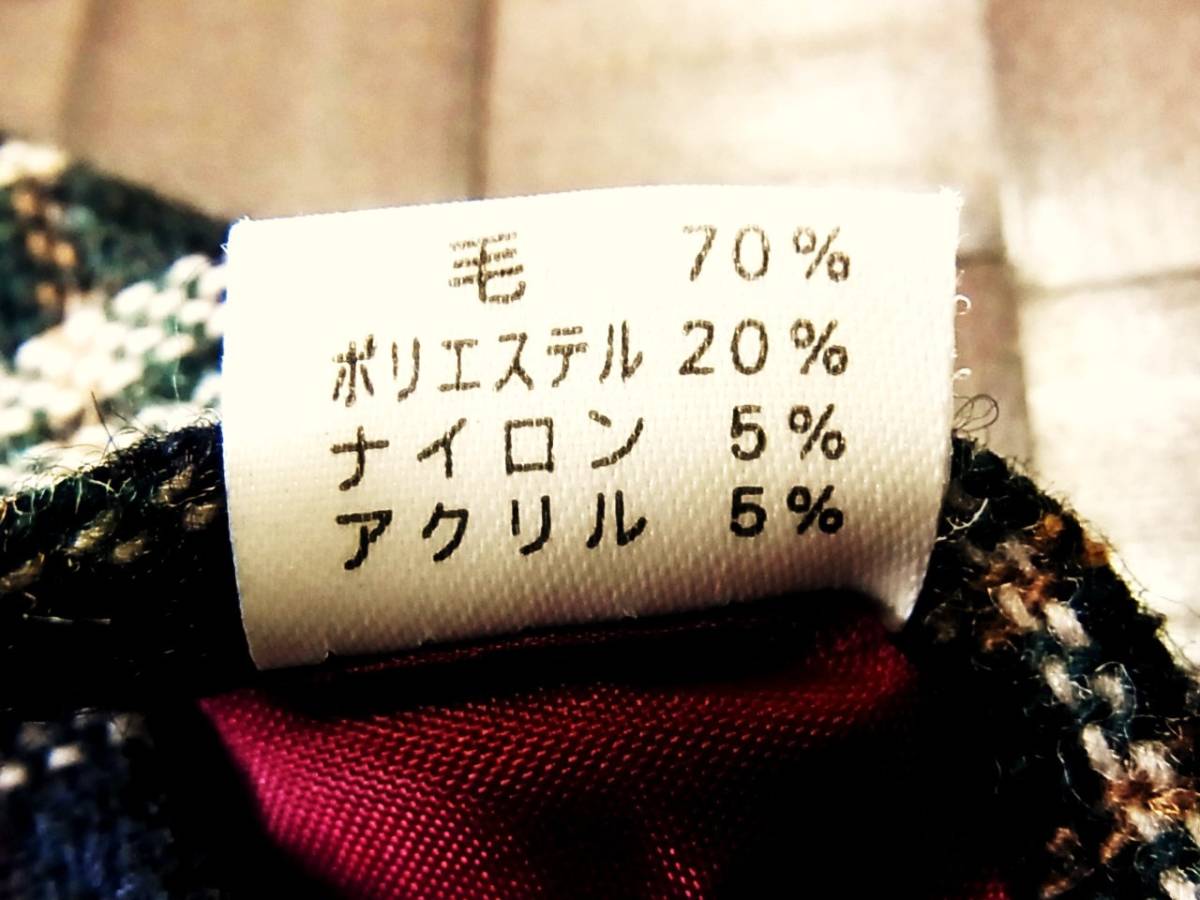 毛 70%
ポリエステル 20%
ナイロン 5%
アクリル 5%